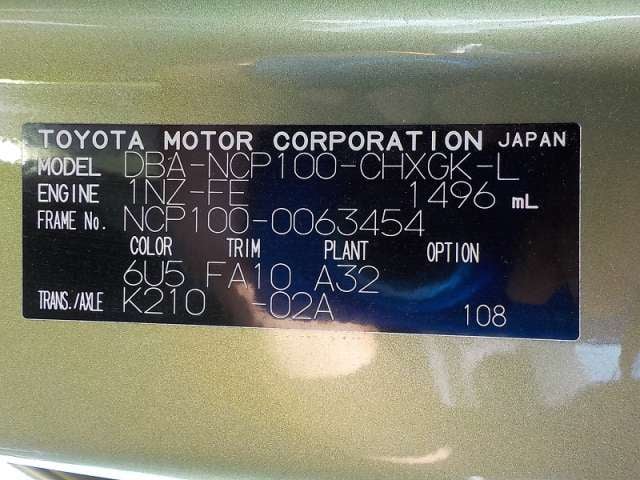 TOYOTA MOTOR CORPORATION JAPAN
MODEL DBA-NCP100-CHXGK-L
ENGINE 1NZ-FE 1496 mL
FRAME No. NCP100-0063454
COLOR TRIM PLANT OPTION
6U5 FA10 A32
TRANS./AXLE K210 -02A 108